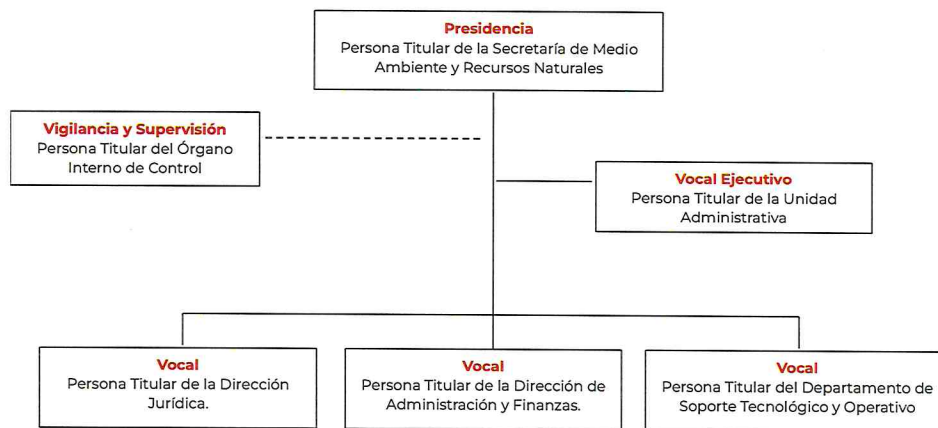 Presidencia
Persona Titular de la Secretaría de Medio
Ambiente y Recursos Naturales
Vigilancia y Supervisión
Persona Titular del Órgano
Interno de Control
Vocal Ejecutivo
Persona Titular de la Unidad
Administrativa
Vocal
Persona Titular de la Dirección
Jurídica.
Vocal
Persona Titular de la Dirección de
Administración y Finanzas.
Vocal
Persona Titular del Departamento de
Soporte Tecnológico y Operativo